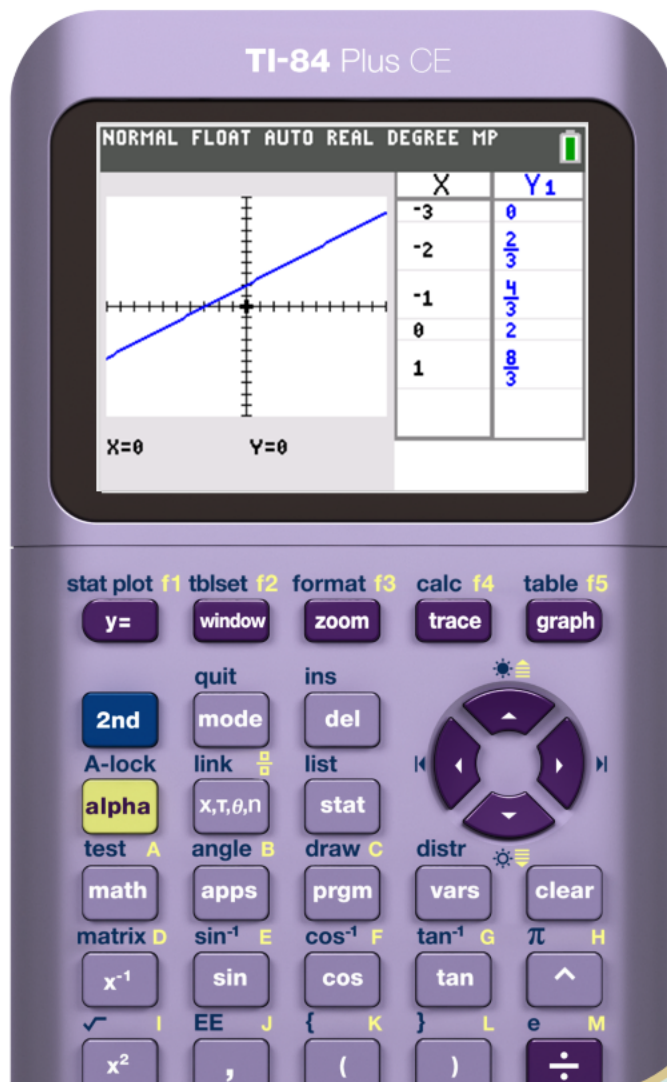 TI-84 Plus CE
NORMAL FLOAT AUTO REAL DEGREE MP
X Y1
-3 0
-2 2/3
-1 4/3
0 2
1 8/3
X=0 Y=0
stat plot f1 tblset f2 format f3 calc f4 table f5
y= window zoom trace graph
quit ins
2nd mode del
A-lock link list
alpha X,T,θ,n stat
test A angle B draw C distr
math apps prgm vars clear
matrix D sin⁻¹ E cos⁻¹ F tan⁻¹ G π H
x⁻¹ sin cos tan ^
√ I EE J { K } L e M
x² , ( ) ÷